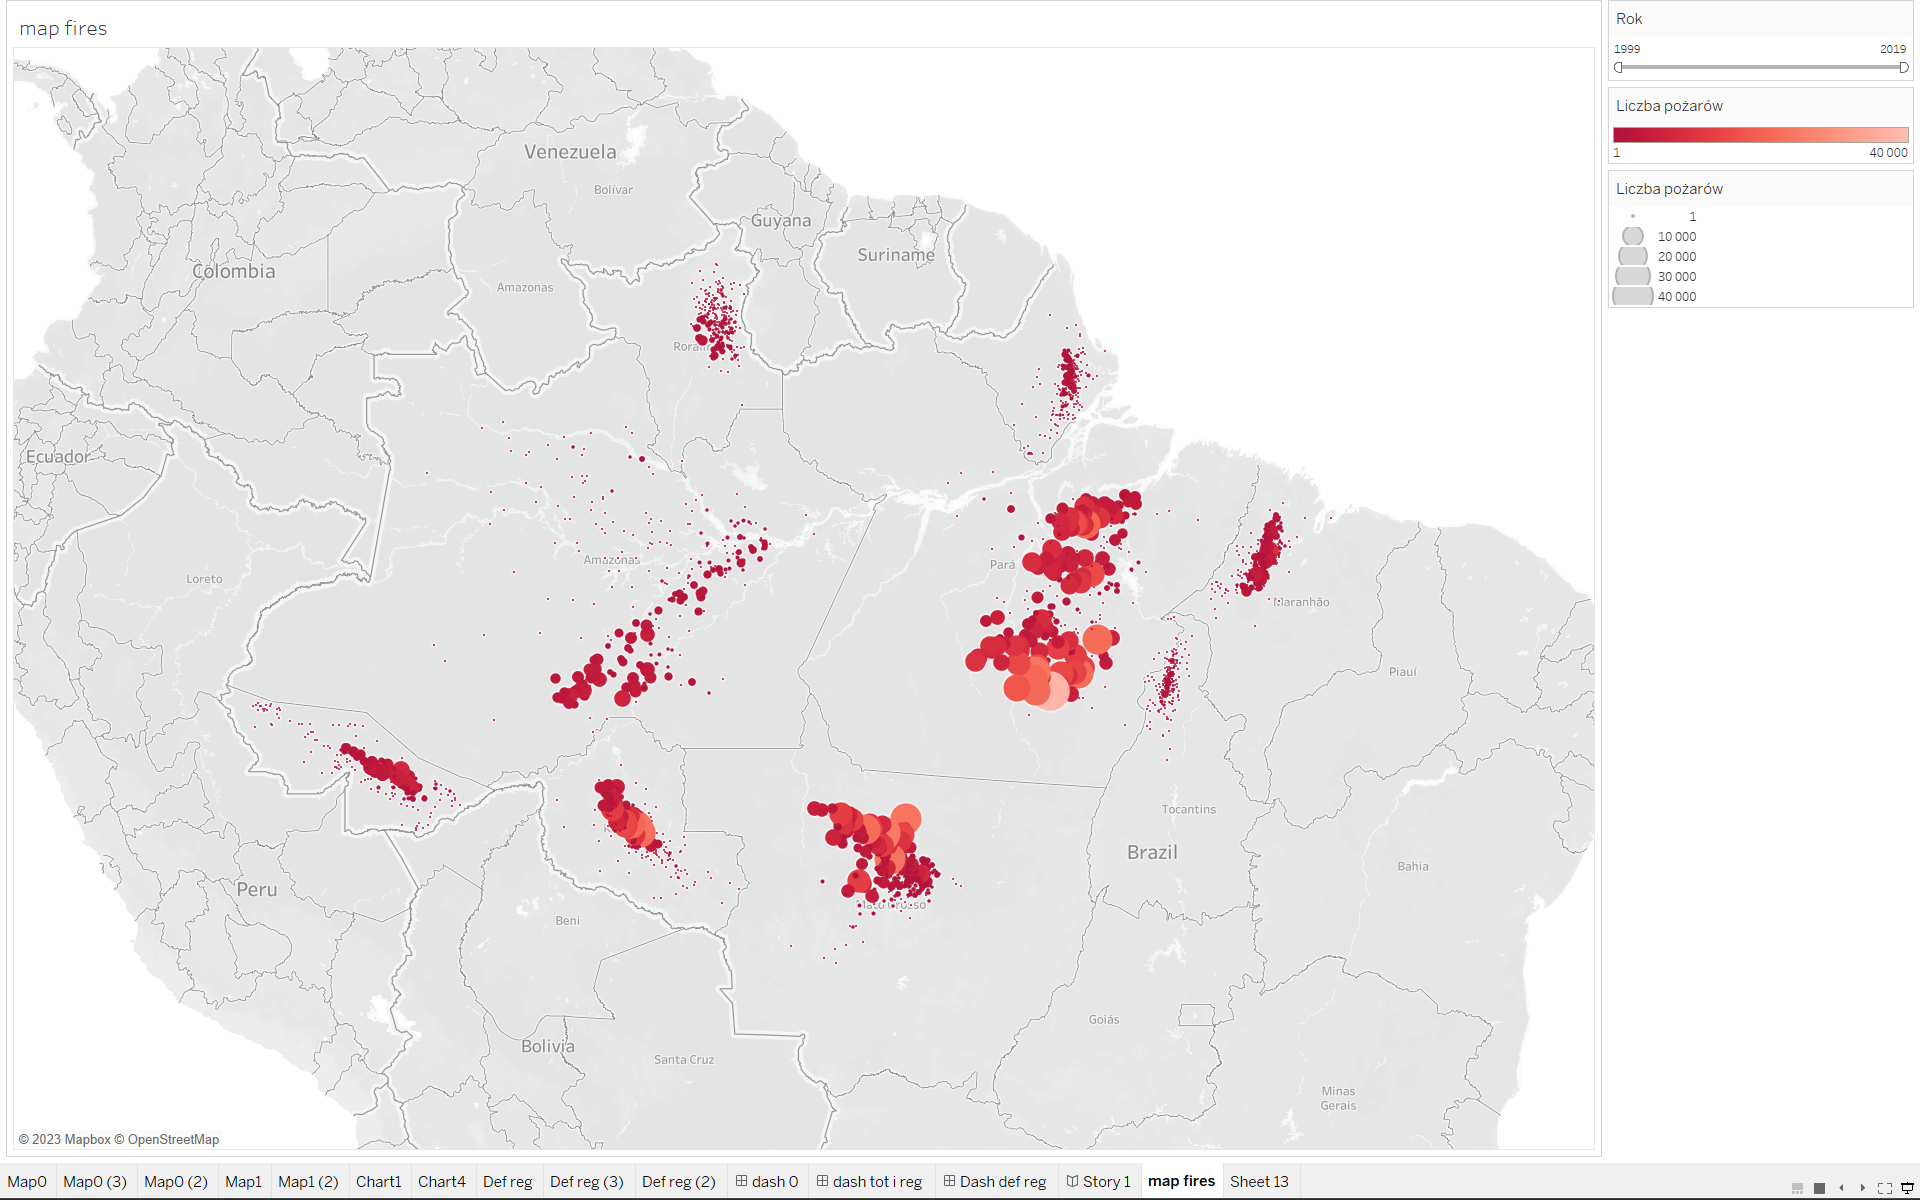 map fires
Venezuela
Bolívar
Guyana
Suriname
Colombia
Amazonas
Ecuador
Amazonas
Pará
Loreto
Maranhão
Piauí
Tocantins
Brazil
Bahia
Peru
Beni
Goiás
Bolivia
Santa Cruz
Minas
Gerais
© 2023 Mapbox © OpenStreetMap
Rok
1999 2019
Liczba pożarów
1 40 000
Liczba pożarów
1
10 000
20 000
30 000
40 000
Map0 Map0 (3) Map0 (2) Map1 Map1 (2) Chart1 Chart4 Def reg Def reg (3) Def reg (2) dash 0 dash tot i reg Dash def reg Story 1 map fires Sheet 13